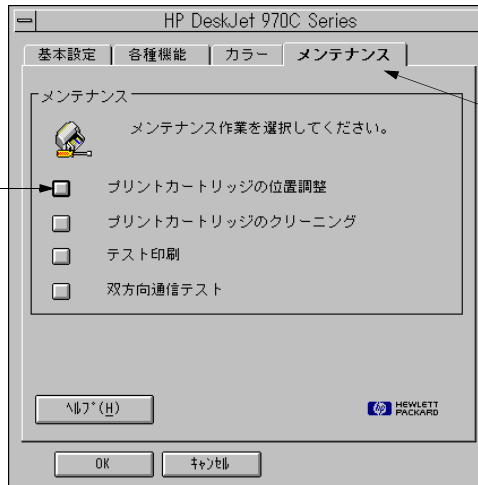 HP DeskJet 970C Series
基本設定 各種機能 カラー メンテナンス
メンテナンス
メンテナンス作業を選択してください。
プリントカートリッジの位置調整
プリントカートリッジのクリーニング
テスト印刷
双方向通信テスト
ﾍﾙﾌﾟ(H)
hp HEWLETT
PACKARD
OK ｷｬﾝｾﾙ